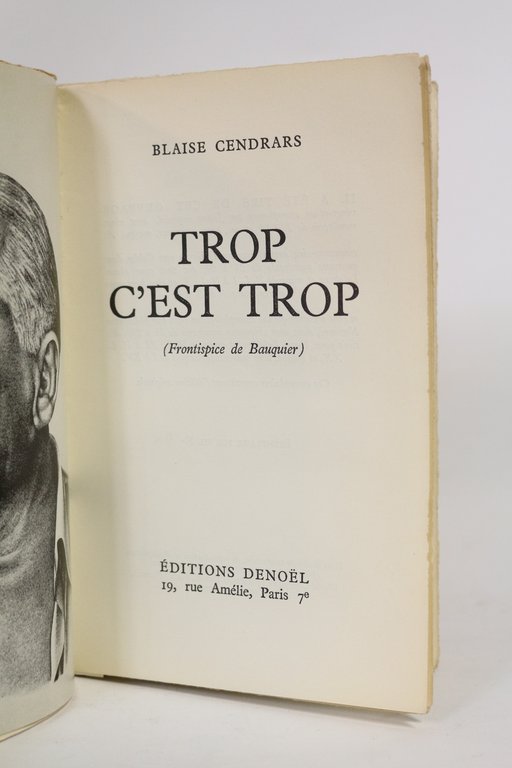 BLAISE CENDRARS
TROP
C'EST TROP
(Frontispice de Bauquier)
ÉDITIONS DENOËL
19, rue Amélie, Paris 7e